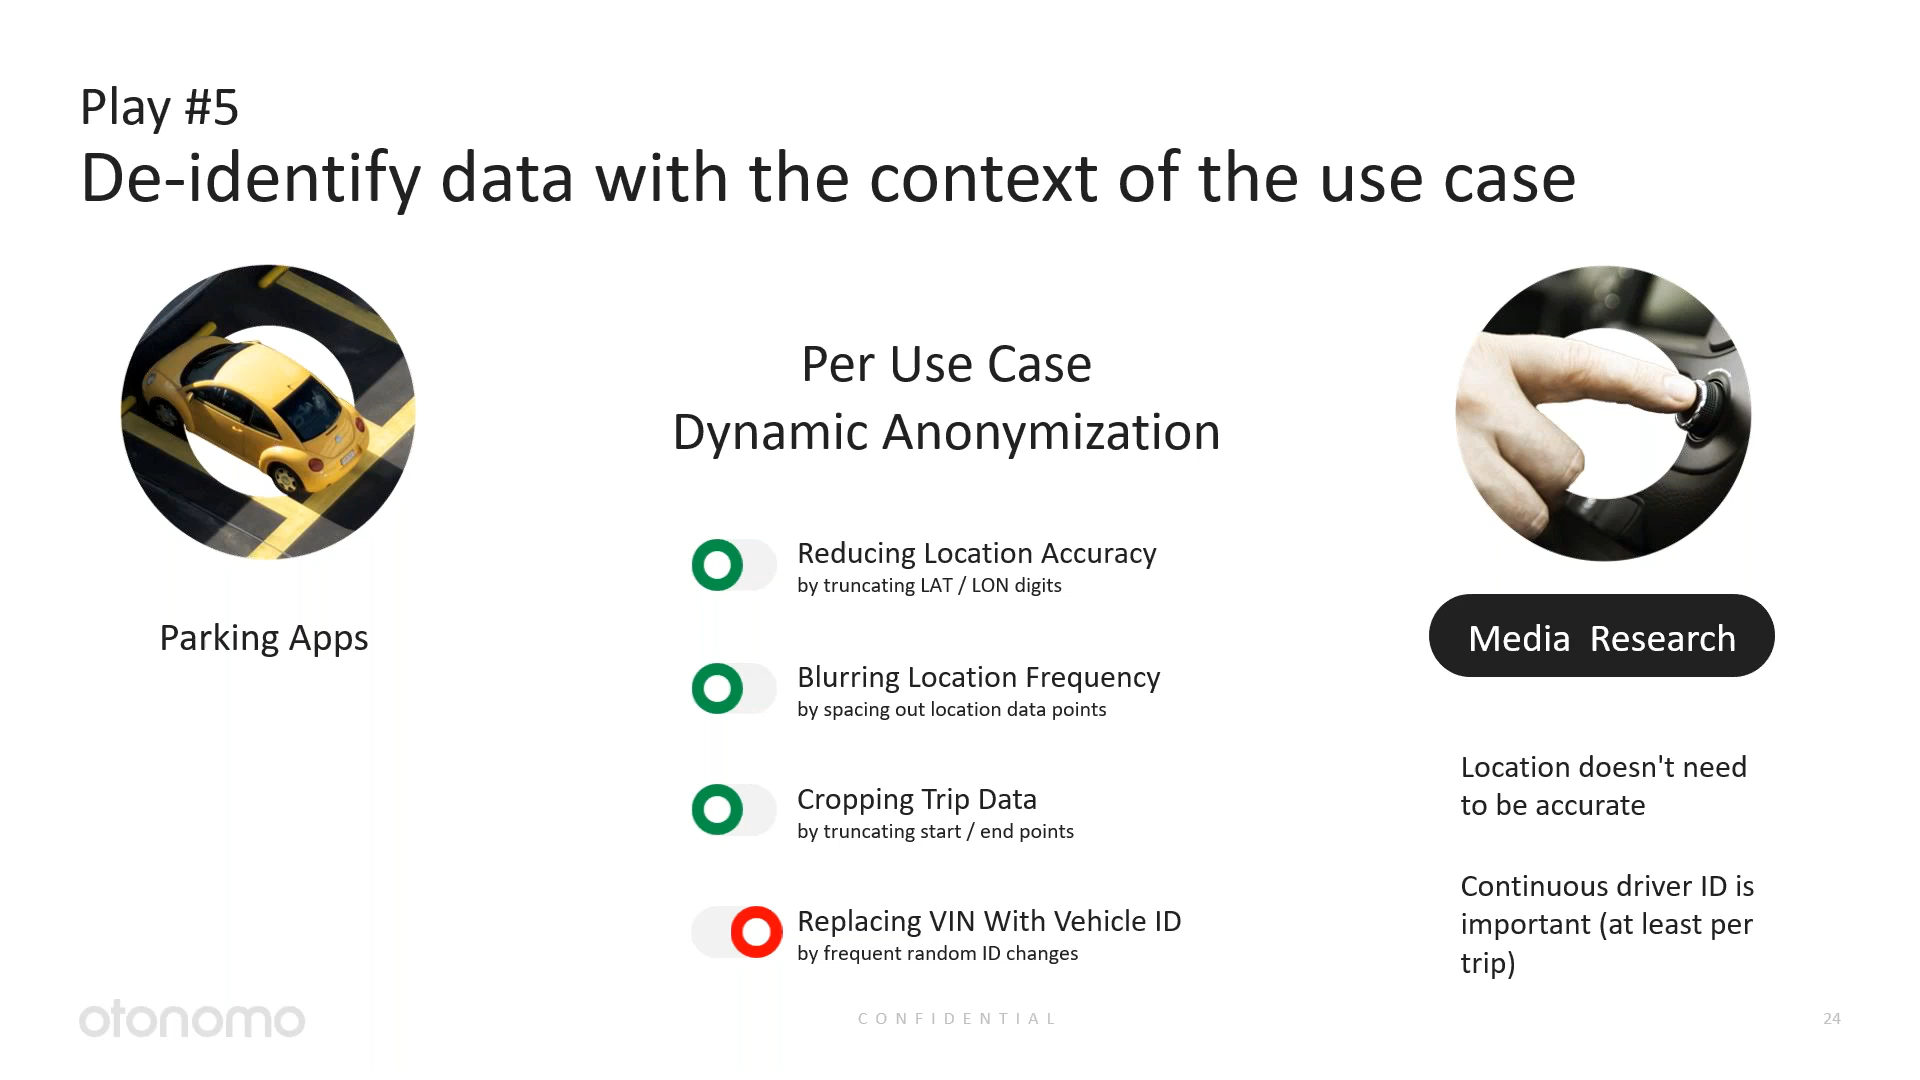 Play #5
De-identify data with the context of the use case
Parking Apps
Per Use Case
Dynamic Anonymization
Reducing Location Accuracy
by truncating LAT / LON digits
Blurring Location Frequency
by spacing out location data points
Cropping Trip Data
by truncating start / end points
Replacing VIN With Vehicle ID
by frequent random ID changes
Media Research
Location doesn't need
to be accurate
Continuous driver ID is
important (at least per
trip)
otonomo
CONFIDENTIAL
24